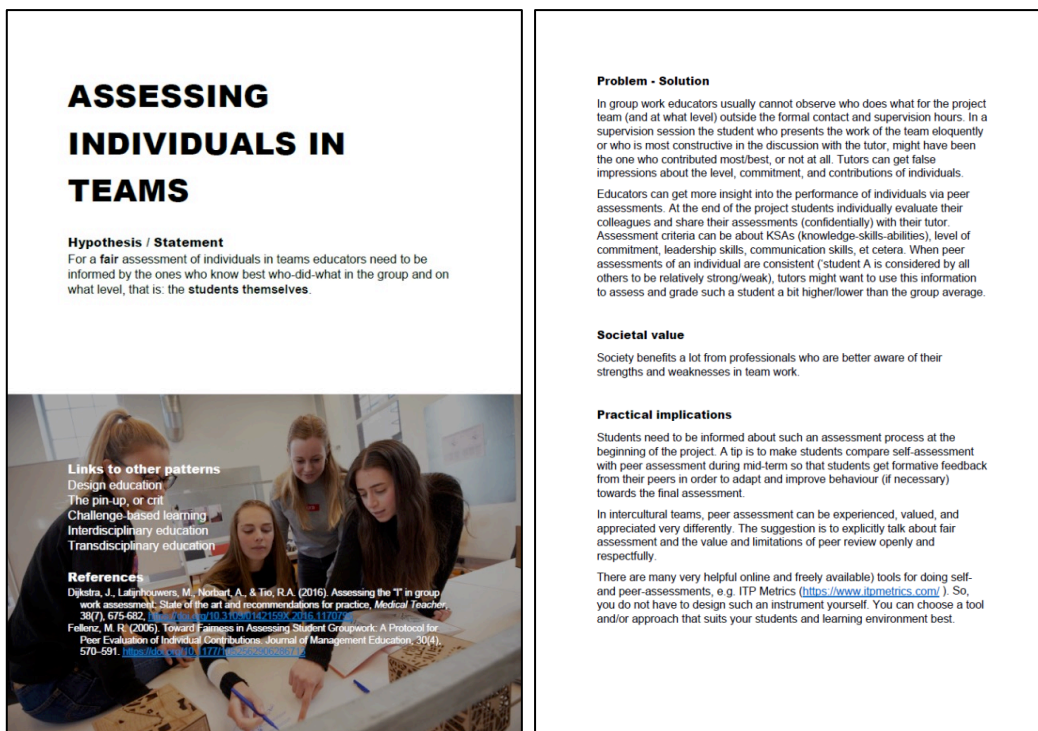 ASSESSING
INDIVIDUALS IN
TEAMS
Hypothesis / Statement
For a fair assessment of individuals in teams educators need to be
informed by the ones who know best who-did-what in the group and on
what level, that is: the students themselves.
Links to other patterns
Design education
The pin-up, or crit
Challenge-based learning
Interdisciplinary education
Transdisciplinary education
References
Dijkstra, J., Latijnhouwers, M., Norbart, A., & Tio, R.A. (2016). Assessing the "I" in group
work assessment: State of the art and recommendations for practice, Medical Teacher,
38(7), 675-682,
Fellenz, M. R. (2006). Toward Fairness in Assessing Student Groupwork: A Protocol for
Peer Evaluation of Individual Contributions. Journal of Management Education, 30(4),
570–591.
Problem - Solution
In group work educators usually cannot observe who does what for the project
team (and at what level) outside the formal contact and supervision hours. In a
supervision session the student who presents the work of the team eloquently
or who is most constructive in the discussion with the tutor, might have been
the one who contributed most/best, or not at all. Tutors can get false
impressions about the level, commitment, and contributions of individuals.
Educators can get more insight into the performance of individuals via peer
assessments. At the end of the project students individually evaluate their
colleagues and share their assessments (confidentially) with their tutor.
Assessment criteria can be about KSAs (knowledge-skills-abilities), level of
commitment, leadership skills, communication skills, et cetera. When peer
assessments of an individual are consistent (‘student A is considered by all
others to be relatively strong/weak), tutors might want to use this information
to assess and grade such a student a bit higher/lower than the group average.
Societal value
Society benefits a lot from professionals who are better aware of their
strengths and weaknesses in team work.
Practical implications
Students need to be informed about such an assessment process at the
beginning of the project. A tip is to make students compare self-assessment
with peer assessment during mid-term so that students get formative feedback
from their peers in order to adapt and improve behaviour (if necessary)
towards the final assessment.
In intercultural teams, peer assessment can be experienced, valued, and
appreciated very differently. The suggestion is to explicitly talk about fair
assessment and the value and limitations of peer review openly and
respectfully.
There are many very helpful online and freely available) tools for doing self-
and peer-assessments, e.g. ITP Metrics (https://www.itpmetrics.com/ ). So,
you do not have to design such an instrument yourself. You can choose a tool
and/or approach that suits your students and learning environment best.